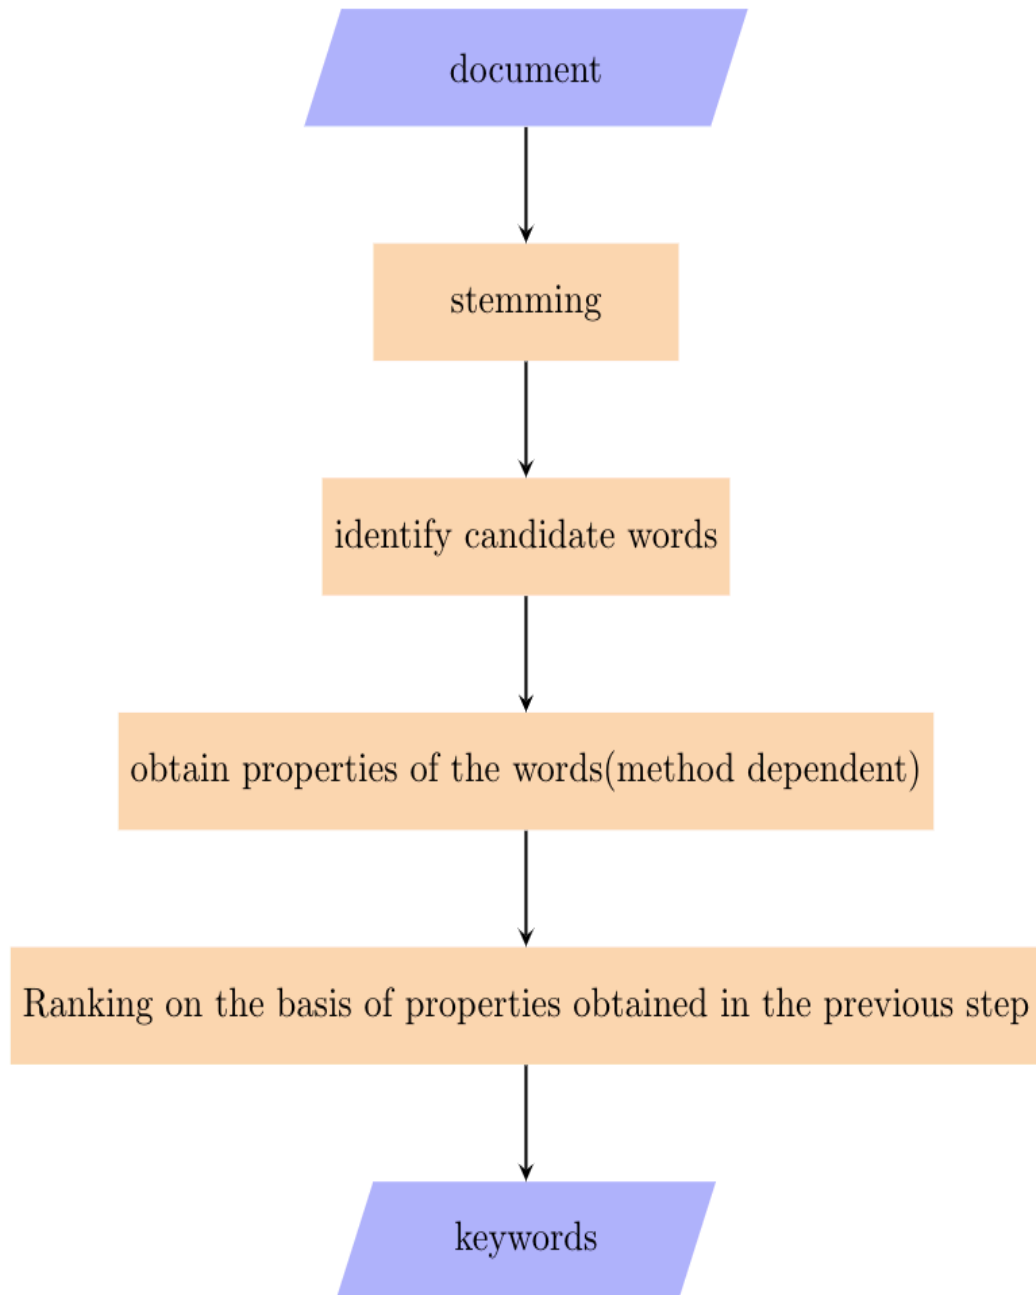 document
stemming
identify candidate words
obtain properties of the words(method dependent)
Ranking on the basis of properties obtained in the previous step
keywords